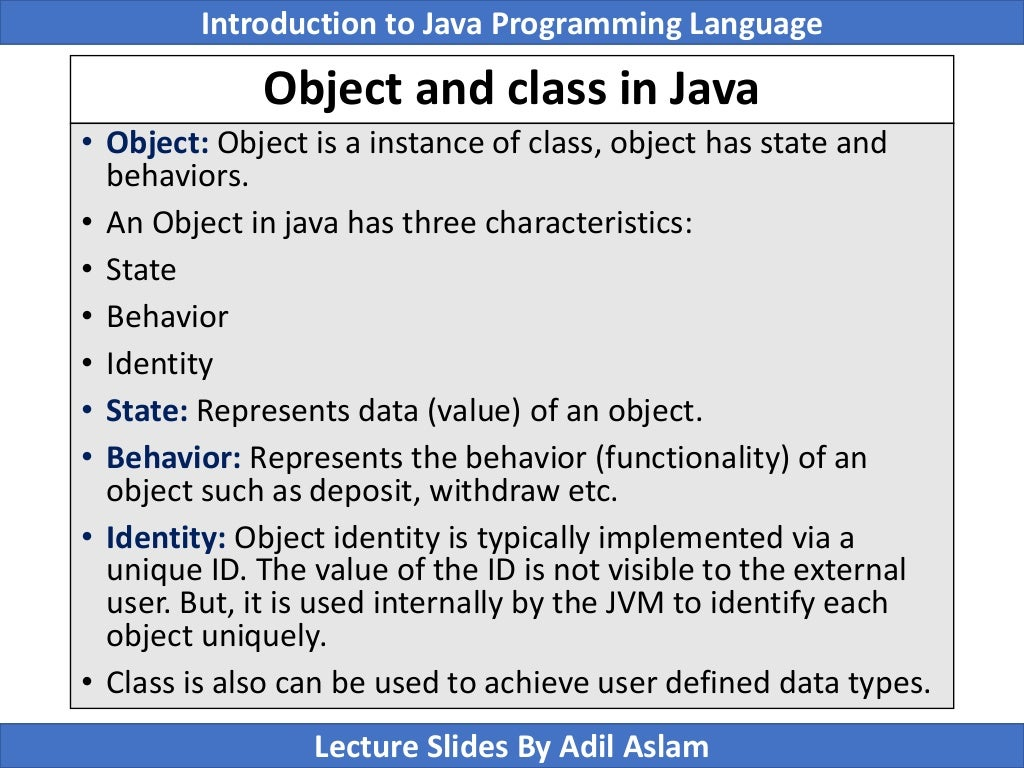 Introduction to Java Programming Language
Object and class in Java
• Object: Object is a instance of class, object has state and
behaviors.
• An Object in java has three characteristics:
• State
• Behavior
• Identity
• State: Represents data (value) of an object.
• Behavior: Represents the behavior (functionality) of an
object such as deposit, withdraw etc.
• Identity: Object identity is typically implemented via a
unique ID. The value of the ID is not visible to the external
user. But, it is used internally by the JVM to identify each
object uniquely.
• Class is also can be used to achieve user defined data types.
Lecture Slides By Adil Aslam